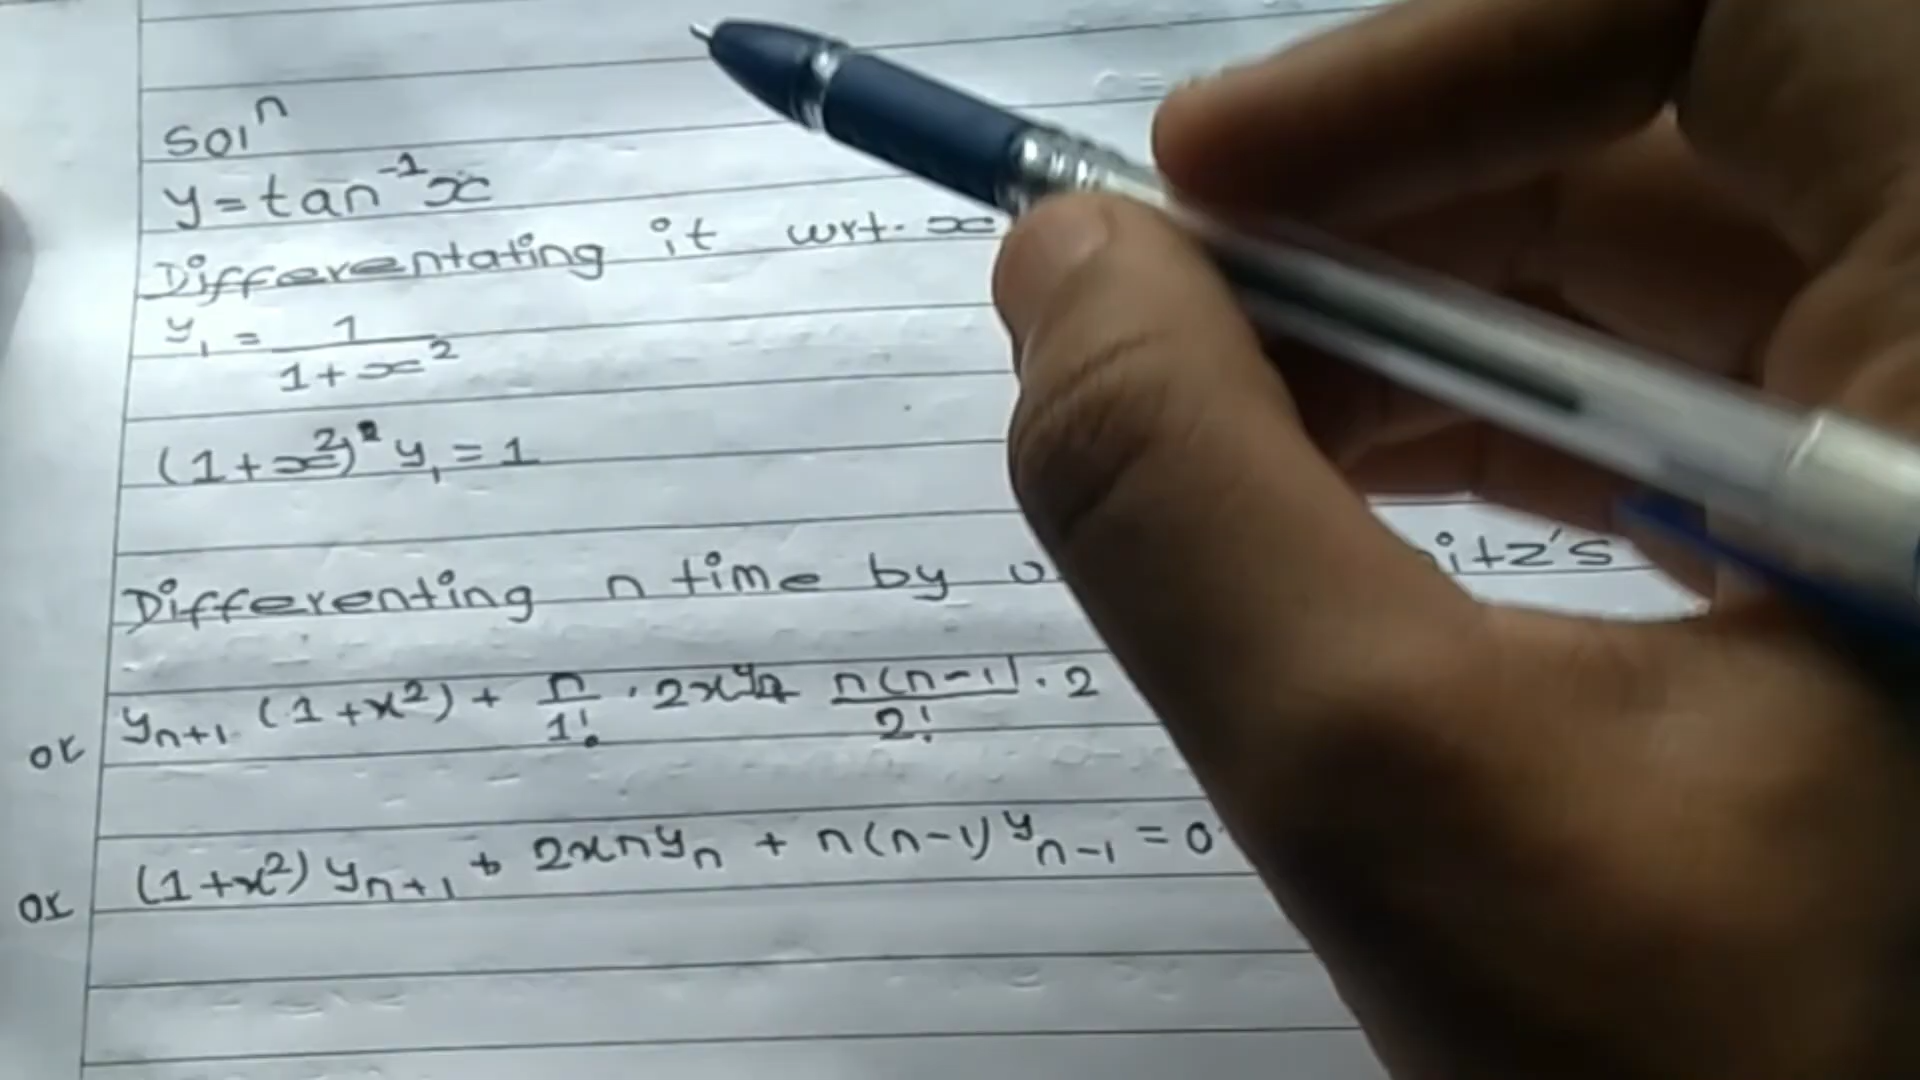 Solⁿ
y = tan⁻¹x
Differentating it wrt. x
y₁ = 1/(1+x²)
(1+x²) y₁ = 1
Differenting n time by itz's
or yₙ₊₁ (1+x²) + n/1! · 2x yₙ + n(n-1)/2! · 2
or (1+x²) yₙ₊₁ + 2xnyₙ + n(n-1) yₙ₋₁ = 0